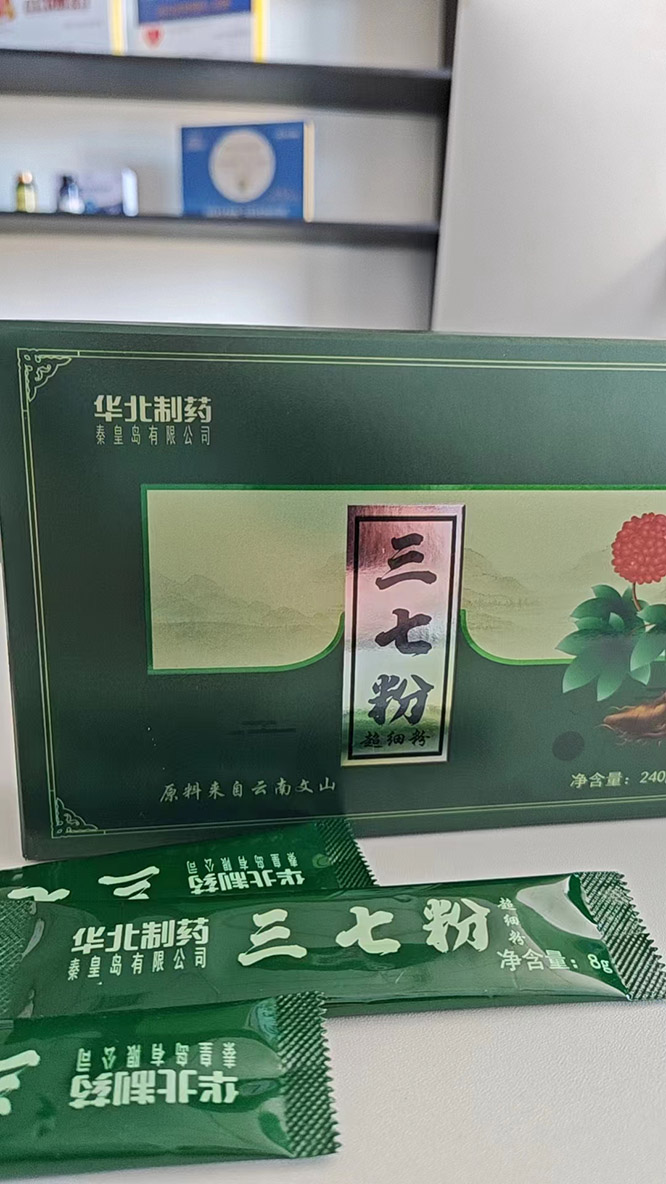 华北制药
秦皇岛有限公司
三七粉
超细粉
原料来自云南文山
净含量：240
三
华北制药
秦皇岛有限公司
华北制药
秦皇岛有限公司
三七粉
超细粉
净含量：8g
秦皇岛有限公司
华北制药
三